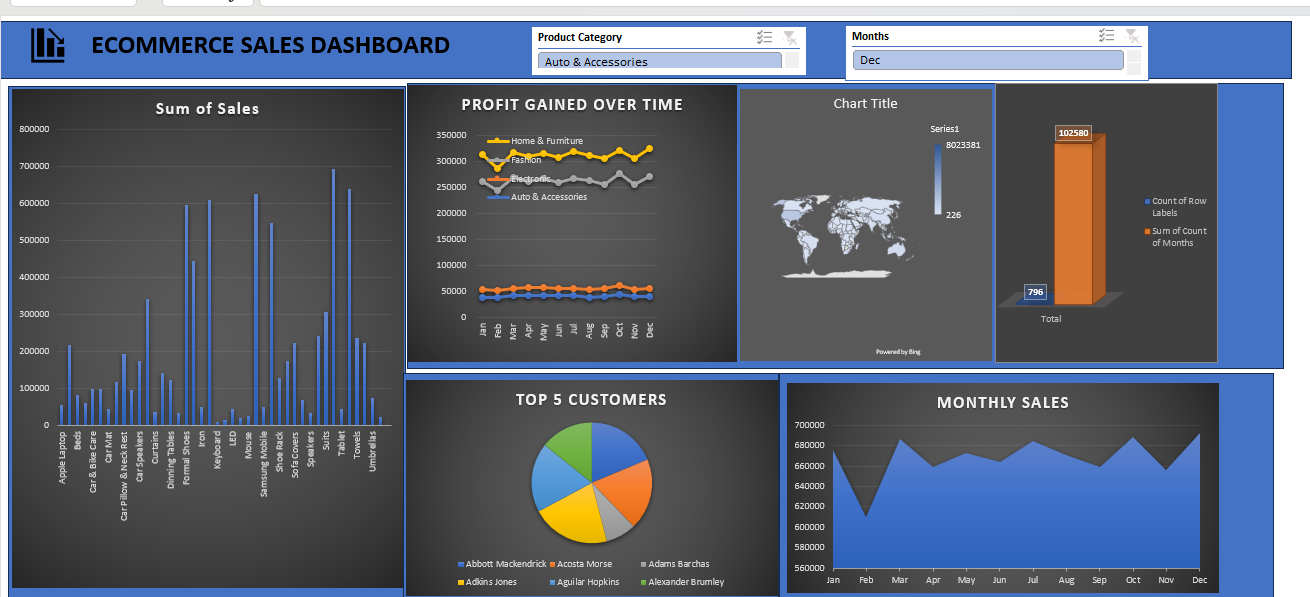 ECOMMERCE SALES DASHBOARD
Product Category
Auto & Accessories
Months
Dec
Sum of Sales
800000
700000
600000
500000
400000
300000
200000
100000
0
Apple Laptop
Beds
Car & Bike Care
Car Mat
Car Pillow & Neck Rest
Car Speakers
Curtains
Dinning Tables
Formal Shoes
Iron
Keyboard
LED
Mouse
Samsung Mobile
Shoe Rack
Sofa Covers
Speakers
Suits
Tablet
Towels
Umbrellas
PROFIT GAINED OVER TIME
350000
300000
250000
200000
150000
100000
50000
0
Home & Furniture
Fashion
Electronic
Auto & Accessories
Jan
Feb
Mar
Apr
May
Jun
Jul
Aug
Sep
Oct
Nov
Dec
Chart Title
Series1
8023381
226
Powered by Bing
102580
796
Total
Count of Row
Labels
Sum of Count
of Months
TOP 5 CUSTOMERS
Abbott Mackendrick
Acosta Morse
Adams Barchas
Adkins Jones
Aguilar Hopkins
Alexander Brumley
MONTHLY SALES
700000
680000
660000
640000
620000
600000
580000
560000
Jan
Feb
Mar
Apr
May
Jun
Jul
Aug
Sep
Oct
Nov
Dec